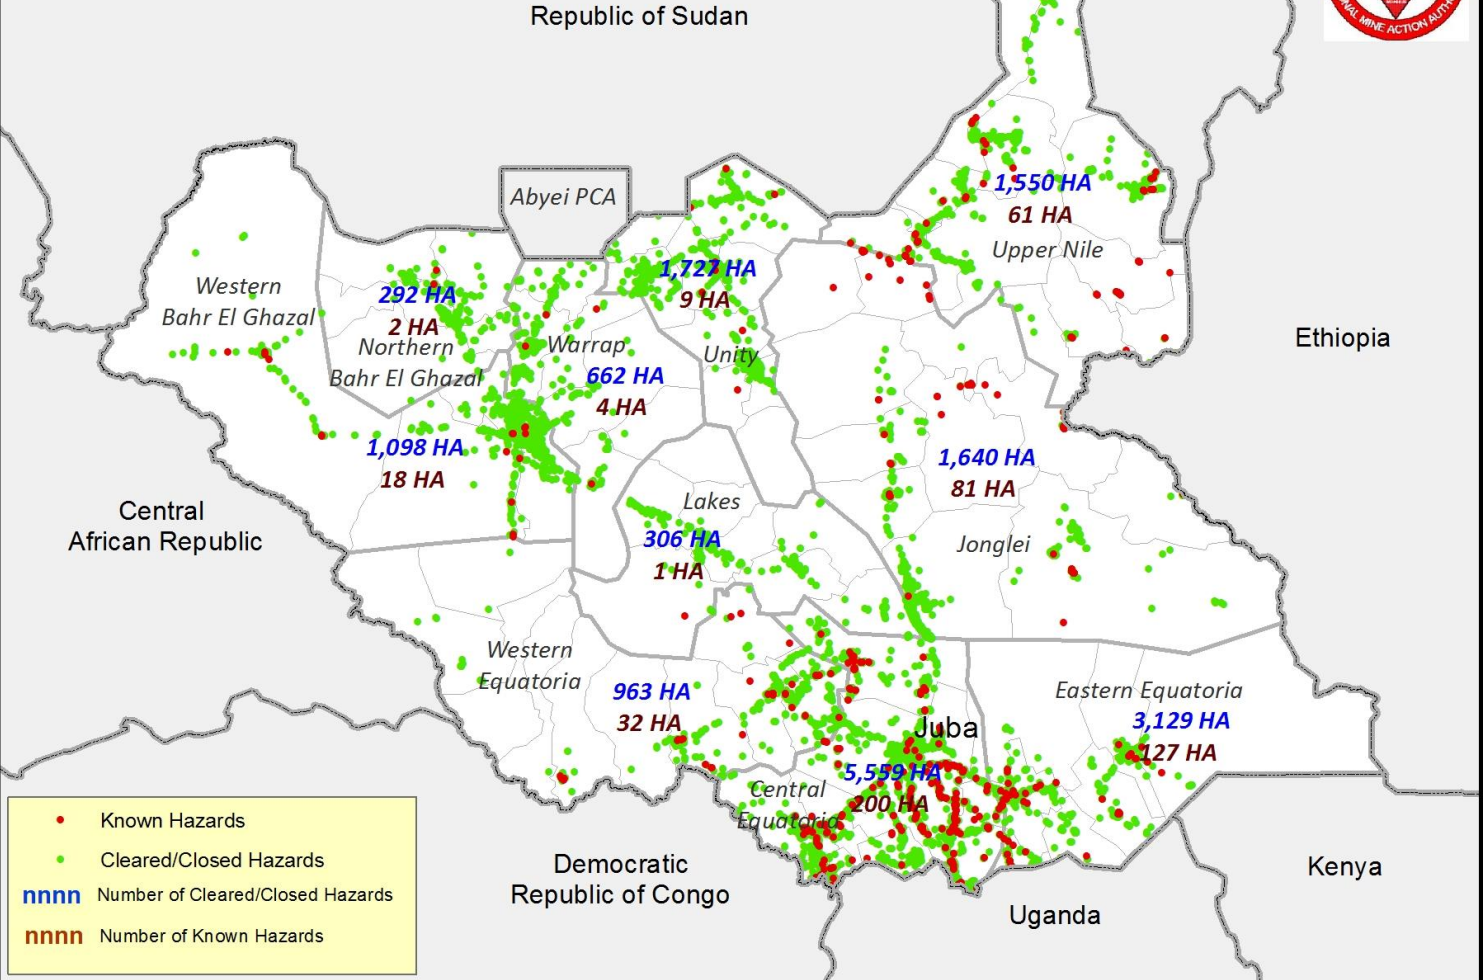 Republic of Sudan
NAL MINE ACTION AUTHO
Abyei PCA
1,550 HA
61 HA
Upper Nile
Western
Bahr El Ghazal
292 HA
2 HA
Northern
Bahr El Ghazal
1,727 HA
9 HA
Unity
Warrap
662 HA
4 HA
Ethiopia
1,098 HA
18 HA
1,640 HA
81 HA
Jonglei
Central
African Republic
Lakes
306 HA
1 HA
Western
Equatoria
963 HA
32 HA
Eastern Equatoria
3,129 HA
127 HA
Juba
5,559 HA
200 HA
Central
Equatoria
Democratic
Republic of Congo
Uganda
Kenya
Known Hazards
Cleared/Closed Hazards
nnnn Number of Cleared/Closed Hazards
nnnn Number of Known Hazards